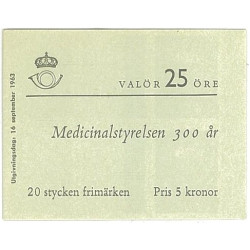 VALÖR 25 ÖRE
Utgivningsdag: 16 september 1963
Medicinalstyrelsen 300 år
20 stycken frimärken Pris 5 kronor